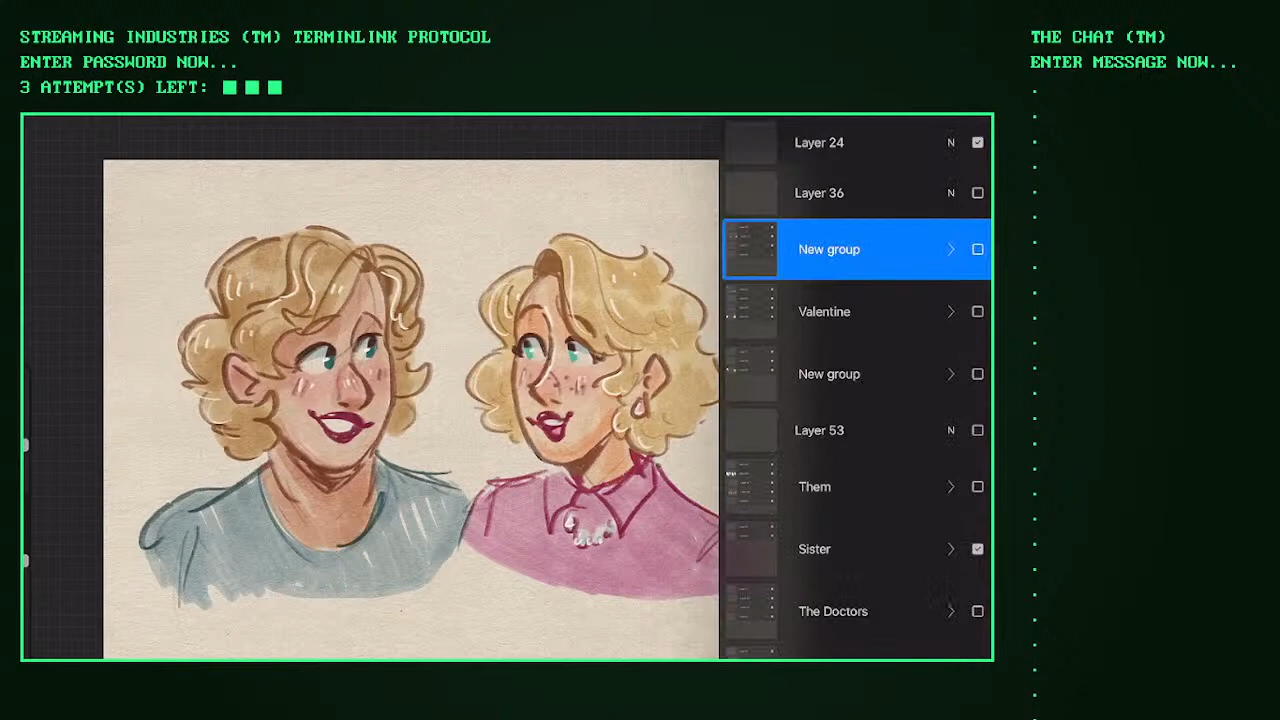 STREAMING INDUSTRIES (TM) TERMINLINK PROTOCOL
ENTER PASSWORD NOW...
3 ATTEMPT(S) LEFT:
THE CHAT (TM)
ENTER MESSAGE NOW...
Layer 24 N
Layer 36 N
New group
Valentine
New group
Layer 53 N
Them
Sister
The Doctors